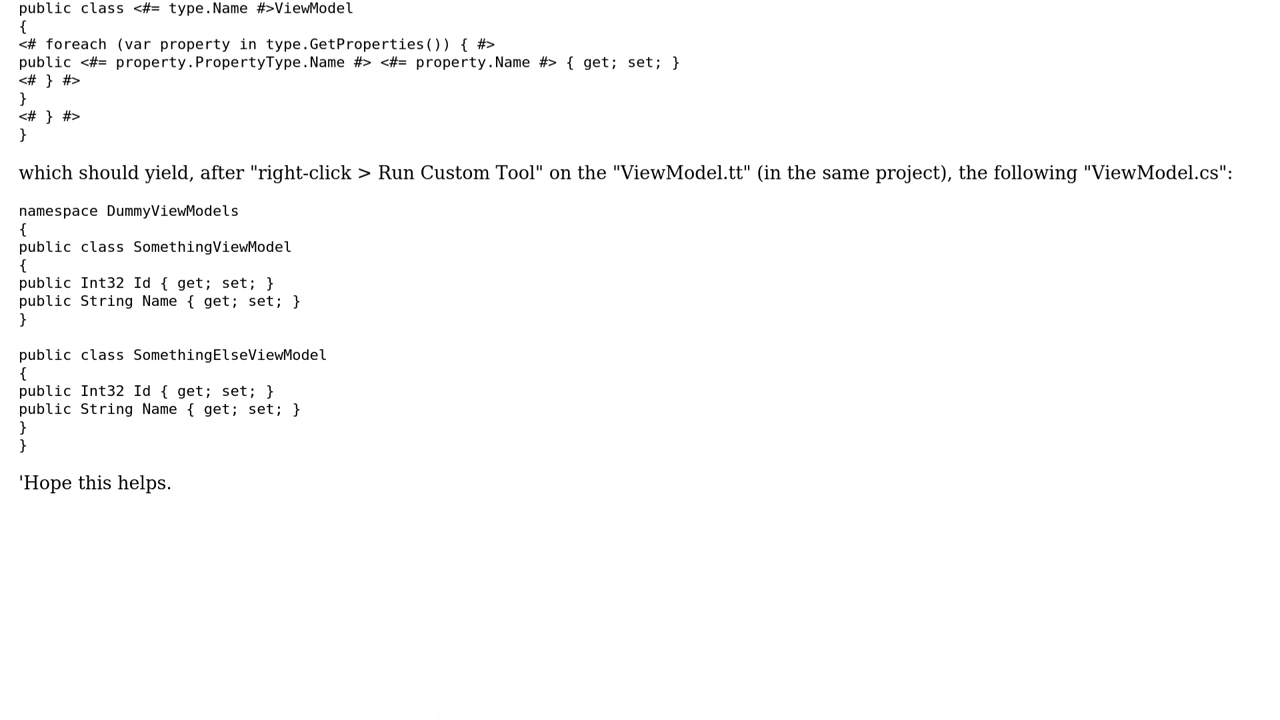 public class <#= type.Name #>ViewModel
{
<# foreach (var property in type.GetProperties()) { #>
public <#= property.PropertyType.Name #> <#= property.Name #> { get; set; }
<# } #>
}
<# } #>
}
which should yield, after "right-click > Run Custom Tool" on the "ViewModel.tt" (in the same project), the following "ViewModel.cs":
namespace DummyViewModels
{
public class SomethingViewModel
{
public Int32 Id { get; set; }
public String Name { get; set; }
}
public class SomethingElseViewModel
{
public Int32 Id { get; set; }
public String Name { get; set; }
}
}
'Hope this helps.